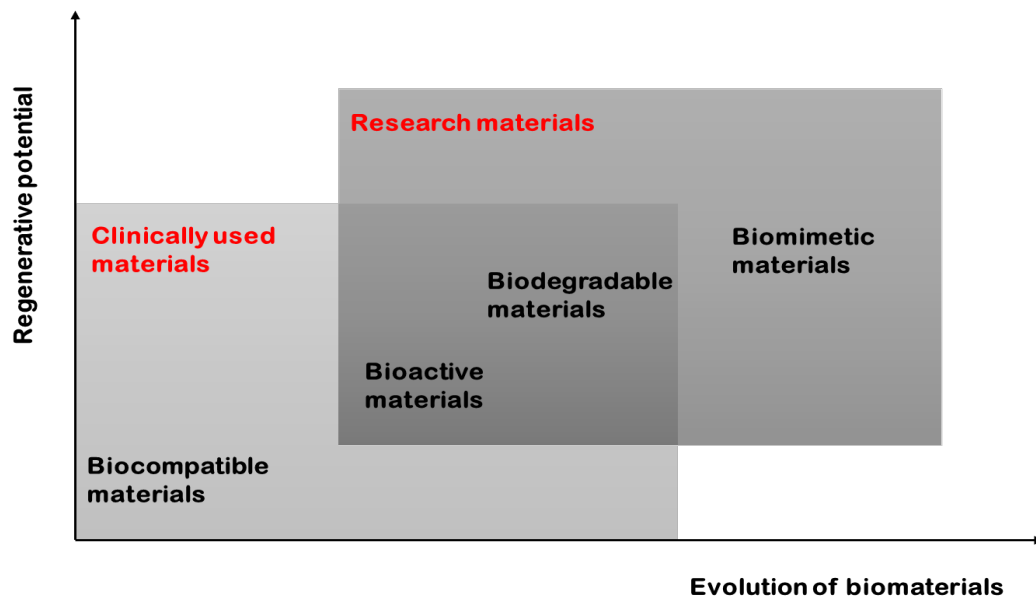 Regenerative potential
Research materials
Clinically used
materials
Biomimetic
materials
Biodegradable
materials
Bioactive
materials
Biocompatible
materials
Evolution of biomaterials